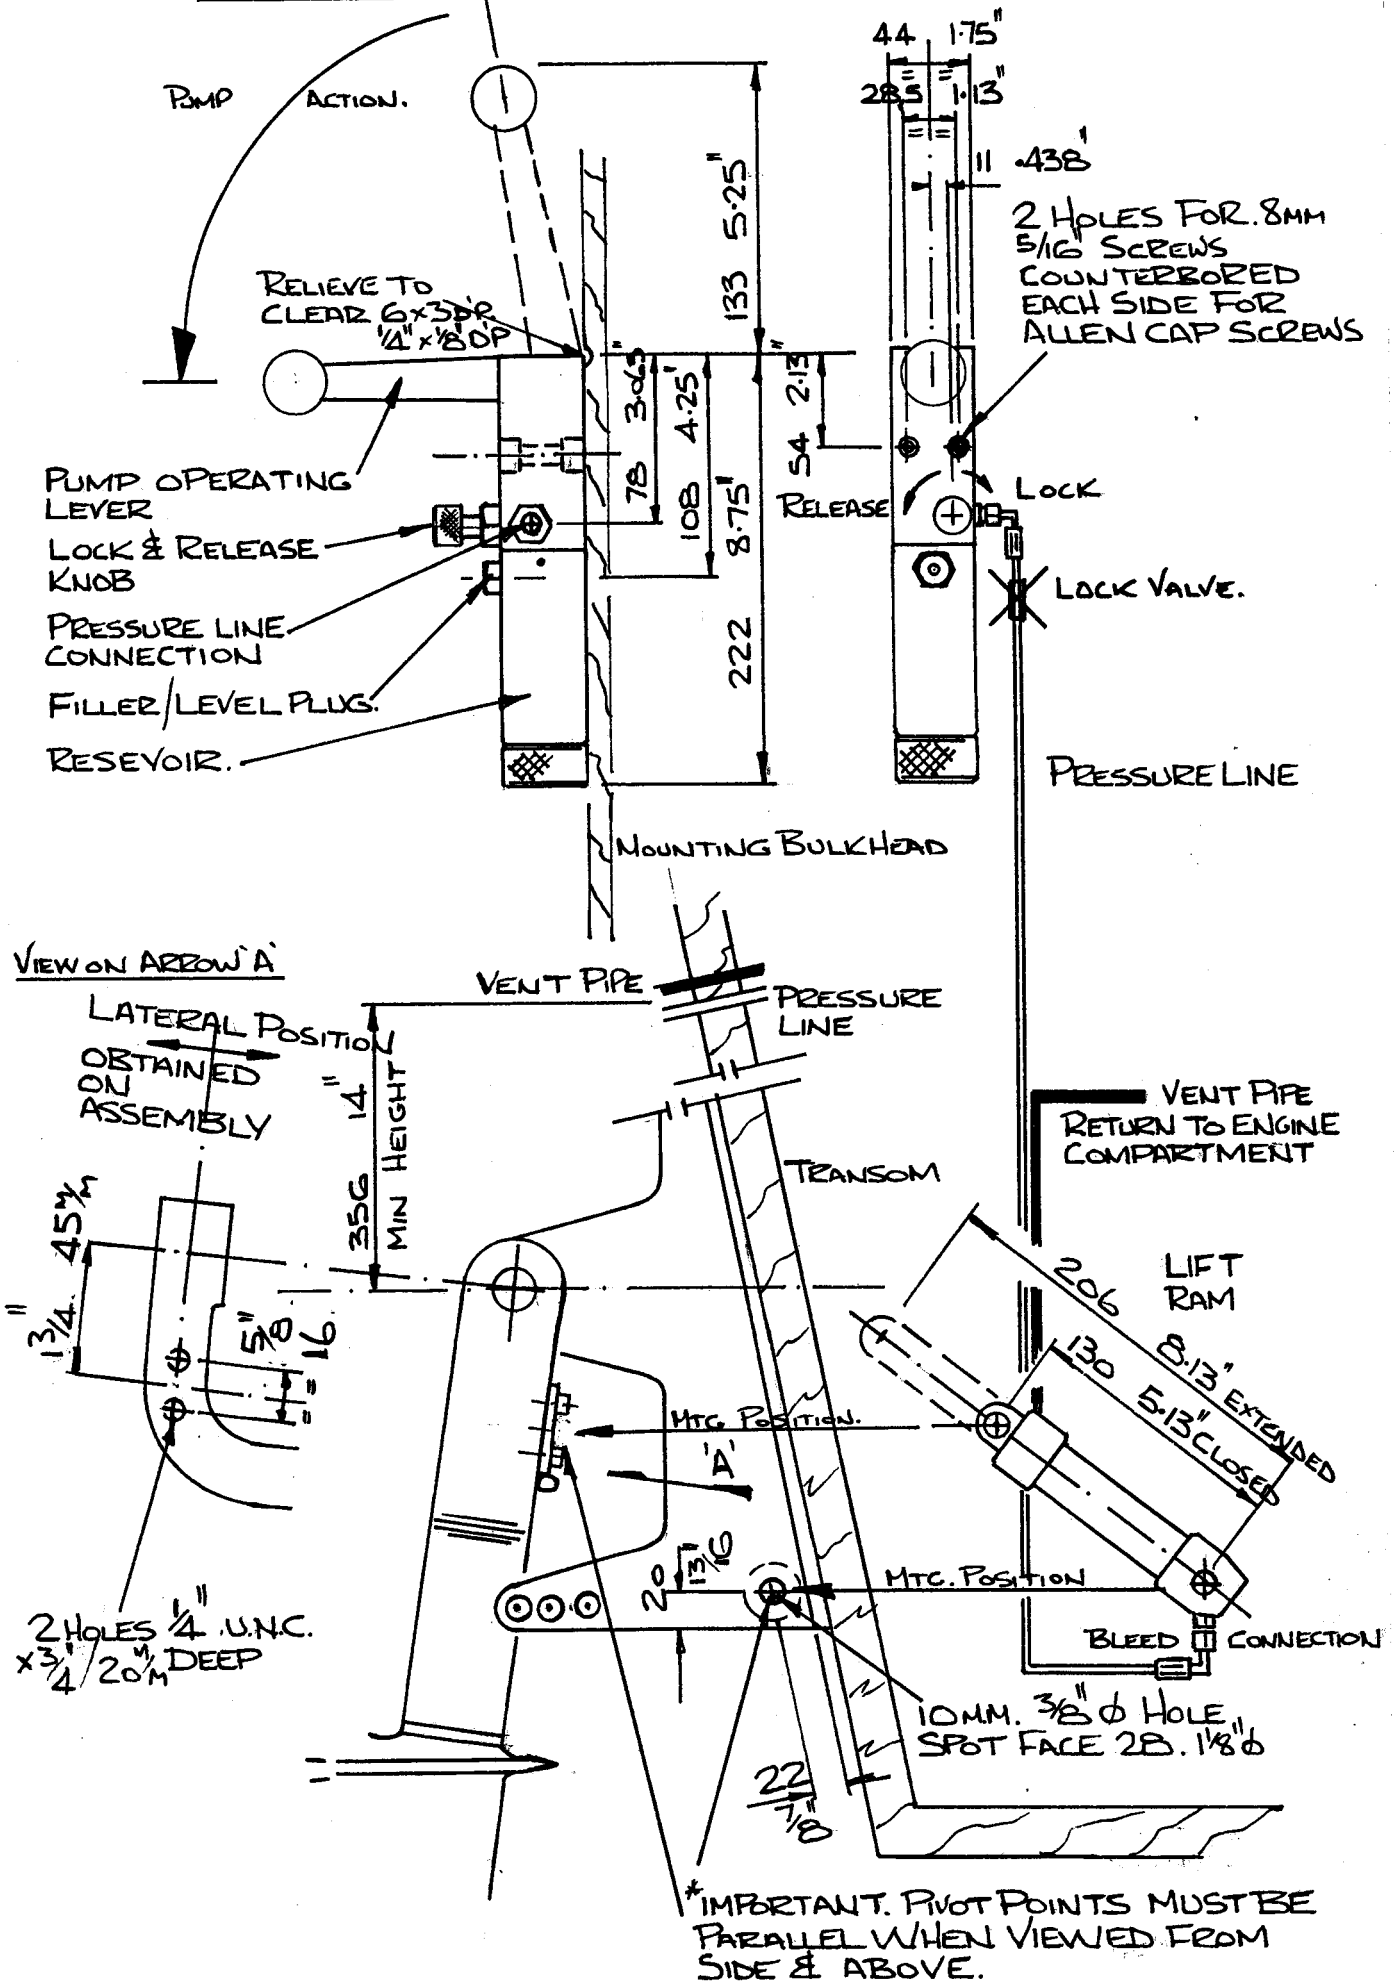 PUMP ACTION.
44 1.75"
= =
28.5 1.13"
= =
11 .438"
133 5.25"
2 HOLES FOR. 8MM
5/16" SCREWS
COUNTERBORED
EACH SIDE FOR
ALLEN CAP SCREWS
RELIEVE TO
CLEAR 6x3DP.
1/4" x 1/8" D'P
78 3.063"
108 4.25"
222 8.75"
54 2.13"
RELEASE
LOCK
LOCK VALVE.
PUMP OPERATING
LEVER
LOCK & RELEASE
KNOB
PRESSURE LINE
CONNECTION
FILLER/LEVEL PLUG.
RESEVOIR.
PRESSURE LINE
MOUNTING BULKHEAD
VIEW ON ARROW 'A'
LATERAL POSITION
OBTAINED
ON
ASSEMBLY
VENT PIPE
PRESSURE
LINE
356 14"
MIN HEIGHT
VENT PIPE
RETURN TO ENGINE
COMPARTMENT
TRANSOM
45 M/M
1 3/4"
5/8"
16
= =
LIFT
RAM
206 8.13" EXTENDED
130 5.13" CLOSED
MTG. POSITION.
'A'
20 13/16"
MTG. POSITION
BLEED CONNECTION
2 HOLES 1/4" U.N.C.
x 3/4" / 20 M/M DEEP
10MM. 3/8" Ø HOLE
SPOT FACE 28. 1 1/8" Ø
22
7/8"
*IMPORTANT. PIVOT POINTS MUST BE
PARALLEL WHEN VIEWED FROM
SIDE & ABOVE.